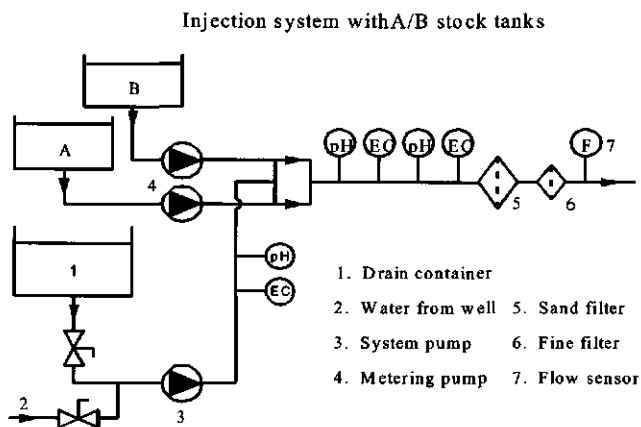 Injection system withA/B stock tanks
B
A
4
pH EC pH EC F 7
5 6
1
pH
EC
2
3
1. Drain container
2. Water from well
3. System pump
4. Metering pump
5. Sand filter
6. Fine filter
7. Flow sensor